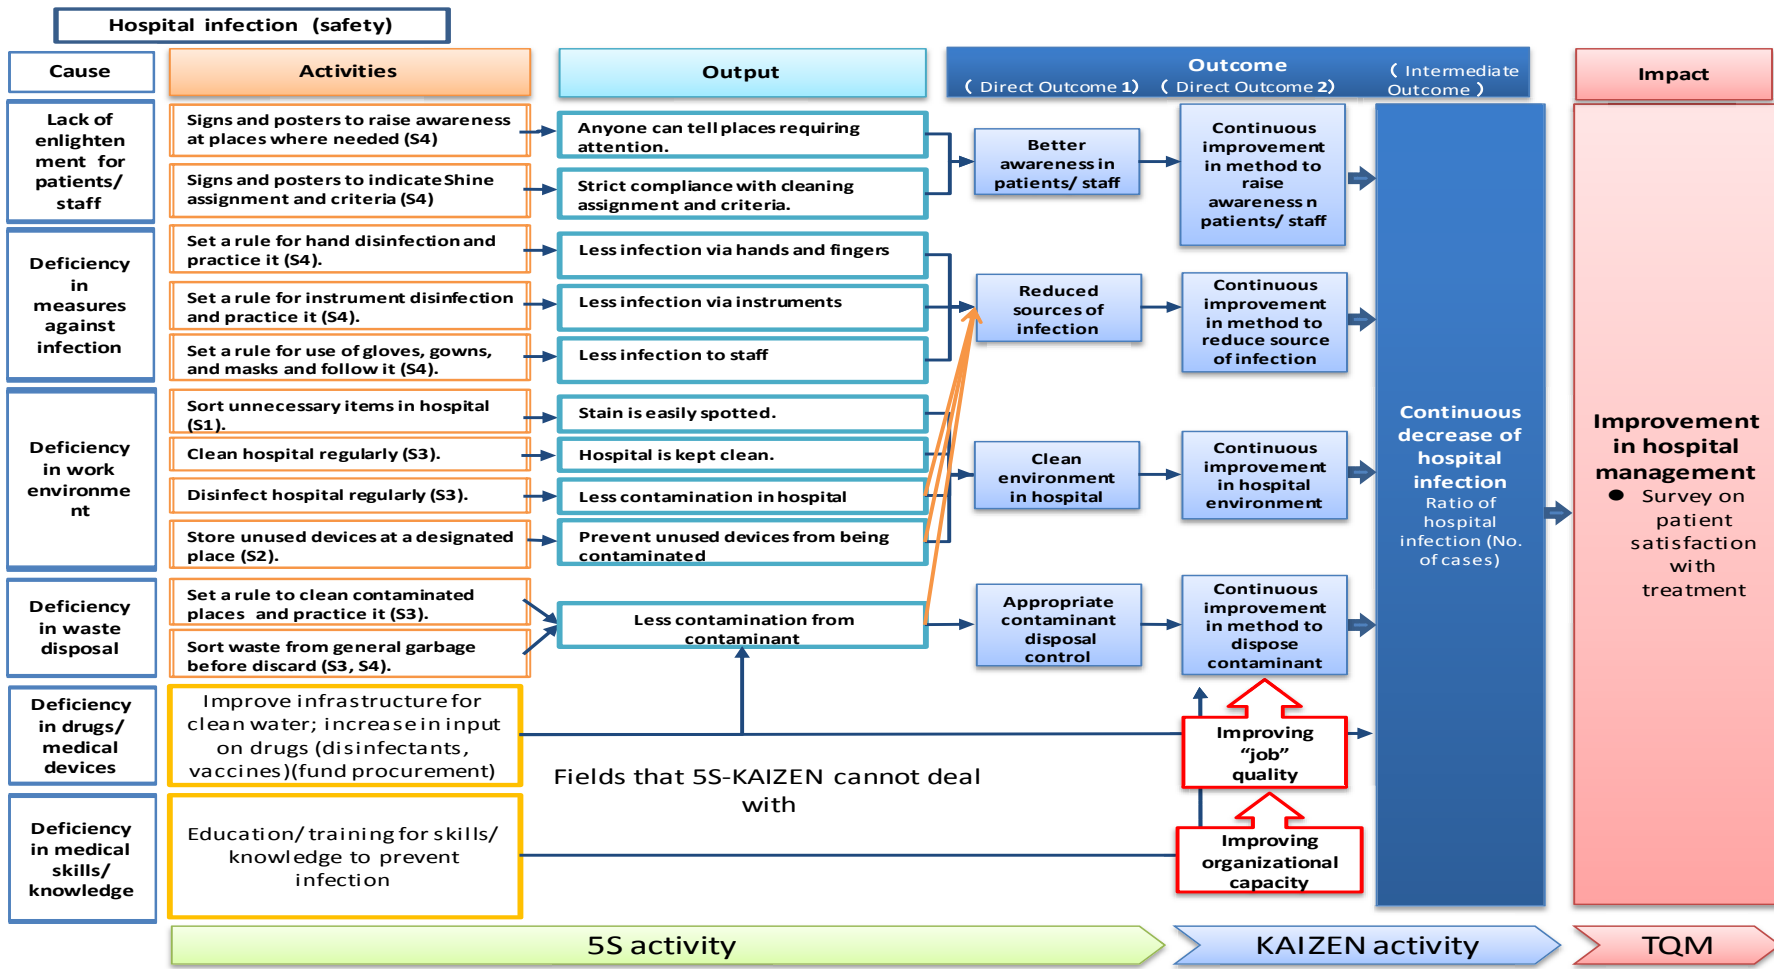 Hospital infection (safety)
Cause
Activities
Output
Outcome
( Direct Outcome 1)
( Direct Outcome 2)
( Intermediate
Outcome )
Impact
Lack of
enlighten
ment for
patients/
staff
Signs and posters to raise awareness
at places where needed (S4)
Signs and posters to indicate Shine
assignment and criteria (S4)
Anyone can tell places requiring
attention.
Strict compliance with cleaning
assignment and criteria.
Better
awareness in
patients/ staff
Continuous
improvement
in method to
raise
awareness n
patients/ staff
Deficiency
in
measures
against
infection
Set a rule for hand disinfection and
practice it (S4).
Set a rule for instrument disinfection
and practice it (S4).
Set a rule for use of gloves, gowns,
and masks and follow it (S4).
Less infection via hands and fingers
Less infection via instruments
Less infection to staff
Reduced
sources of
infection
Continuous
improvement
in method to
reduce source
of infection
Deficiency
in work
environme
nt
Sort unnecessary items in hospital
(S1).
Clean hospital regularly (S3).
Disinfect hospital regularly (S3).
Store unused devices at a designated
place (S2).
Stain is easily spotted.
Hospital is kept clean.
Less contamination in hospital
Prevent unused devices from being
contaminated
Clean
environment
in hospital
Continuous
improvement
in hospital
environment
Deficiency
in waste
disposal
Set a rule to clean contaminated
places and practice it (S3).
Sort waste from general garbage
before discard (S3, S4).
Less contamination from
contaminant
Appropriate
contaminant
disposal
control
Continuous
improvement
in method to
dispose
contaminant
Continuous
decrease of
hospital
infection
Ratio of
hospital
infection (No.
of cases)
Improvement
in hospital
management
● Survey on
patient
satisfaction
with
treatment
Deficiency
in drugs/
medical
devices
Improve infrastructure for
clean water; increase in input
on drugs (disinfectants,
vaccines)(fund procurement)
Improving
“job”
quality
Fields that 5S-KAIZEN cannot deal
with
Deficiency
in medical
skills/
knowledge
Education/ training for skills/
knowledge to prevent
infection
Improving
organizational
capacity
5S activity
KAIZEN activity
TQM